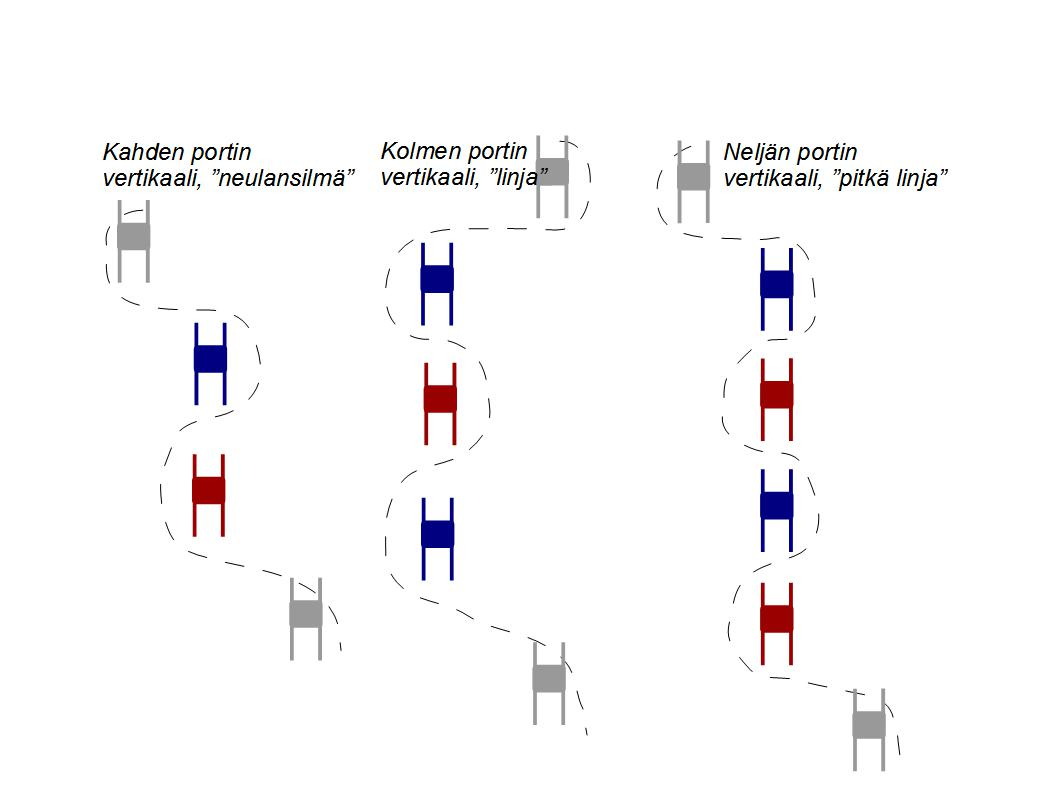 Kahden portin
vertikaali, ”neulansilmä”
Kolmen portin
vertikaali, ”linja”
Neljän portin
vertikaali, ”pitkä linja”